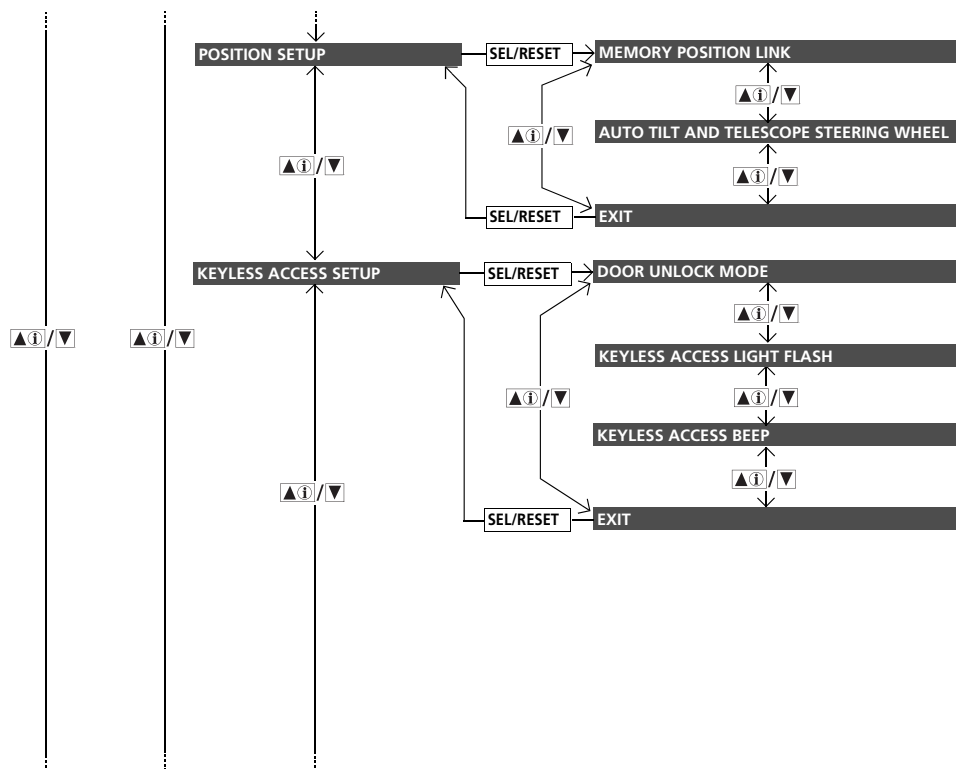 POSITION SETUP SEL/RESET MEMORY POSITION LINK
▲ⓘ/▼
▲ⓘ/▼ AUTO TILT AND TELESCOPE STEERING WHEEL
▲ⓘ/▼ ▲ⓘ/▼
SEL/RESET EXIT
KEYLESS ACCESS SETUP SEL/RESET DOOR UNLOCK MODE
▲ⓘ/▼
▲ⓘ/▼ ▲ⓘ/▼
KEYLESS ACCESS LIGHT FLASH
▲ⓘ/▼ ▲ⓘ/▼
KEYLESS ACCESS BEEP
▲ⓘ/▼ ▲ⓘ/▼
SEL/RESET EXIT